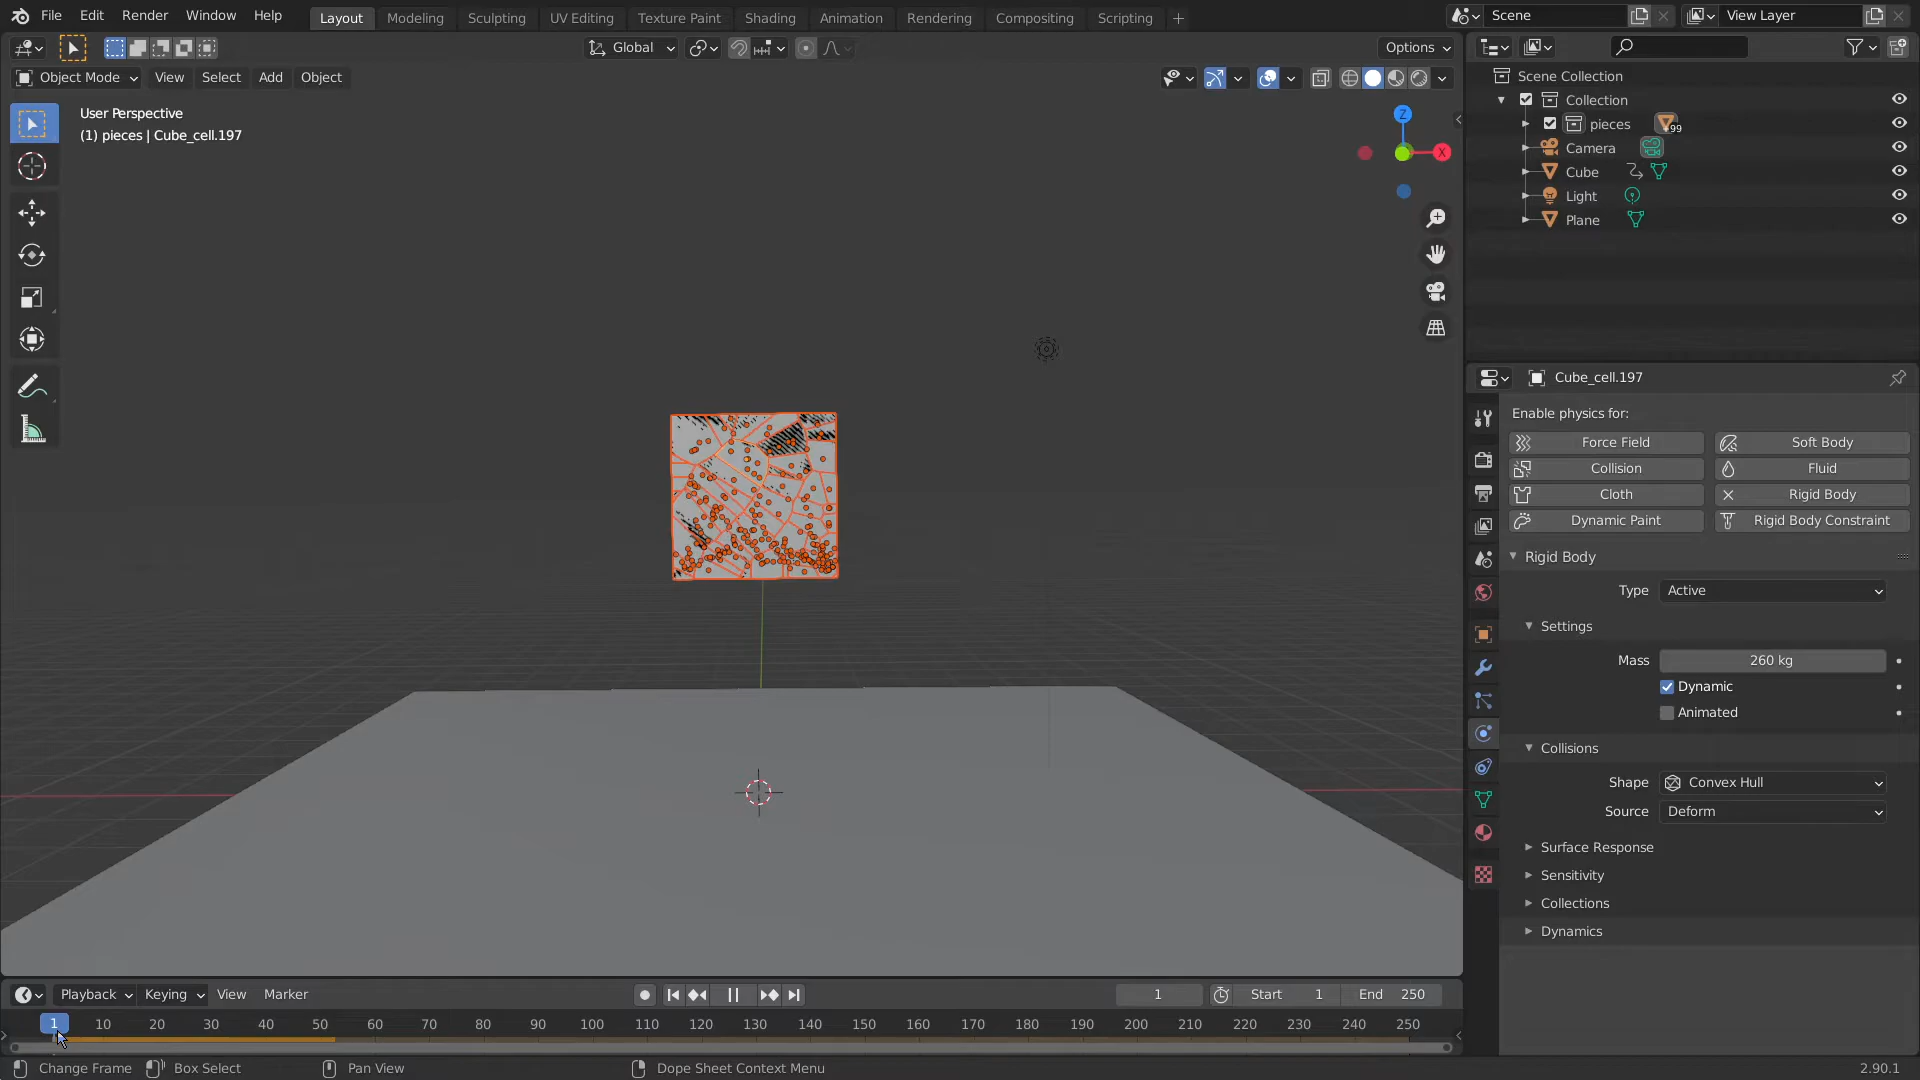 File Edit Render Window Help Layout Modeling Sculpting UV Editing Texture Paint Shading Animation Rendering Compositing Scripting Scene View Layer
Global Options
Object Mode View Select Add Object
User Perspective
(1) pieces | Cube_cell.197
Z
X
Scene Collection
Collection
pieces 99
Camera
Cube
Light
Plane
Cube_cell.197
Enable physics for:
Force Field Soft Body
Collision Fluid
Cloth Rigid Body
Dynamic Paint Rigid Body Constraint
Rigid Body
Type Active
Settings
Mass 260 kg
Dynamic
Animated
Collisions
Shape Convex Hull
Source Deform
Surface Response
Sensitivity
Collections
Dynamics
Playback Keying View Marker 1 Start 1 End 250
1 10 20 30 40 50 60 70 80 90 100 110 120 130 140 150 160 170 180 190 200 210 220 230 240 250
Change Frame Box Select Pan View Dope Sheet Context Menu 2.90.1